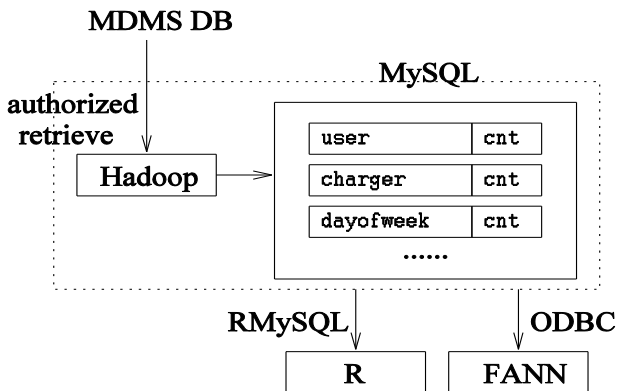 MDMS DB
MySQL
authorized
retrieve
Hadoop
user cnt
charger cnt
dayofweek cnt
......
RMySQL
ODBC
R
FANN